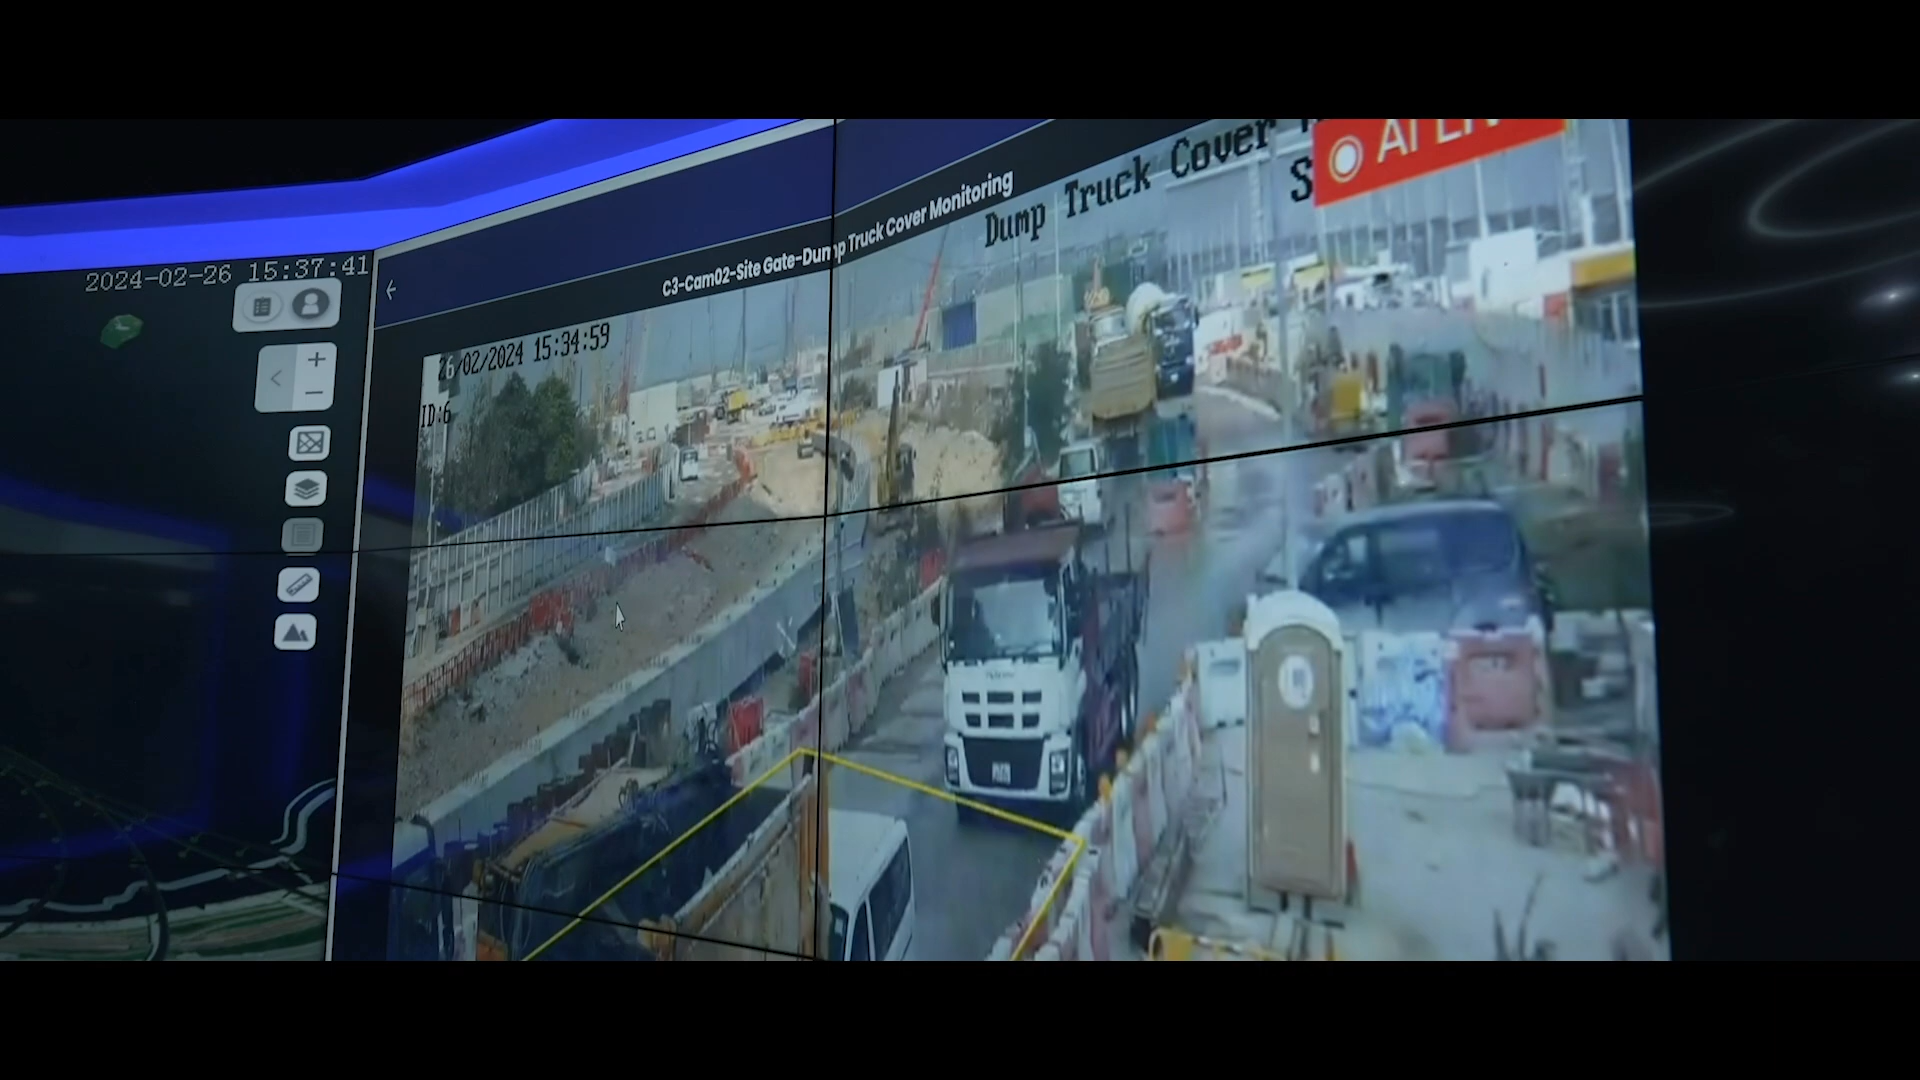 2024-02-26 15:37:41
C3-Cam02-Site Gate-Dump Truck Cover Monitoring
Dump Truck Cover
26/02/2024 15:34:59
ID:6
AI